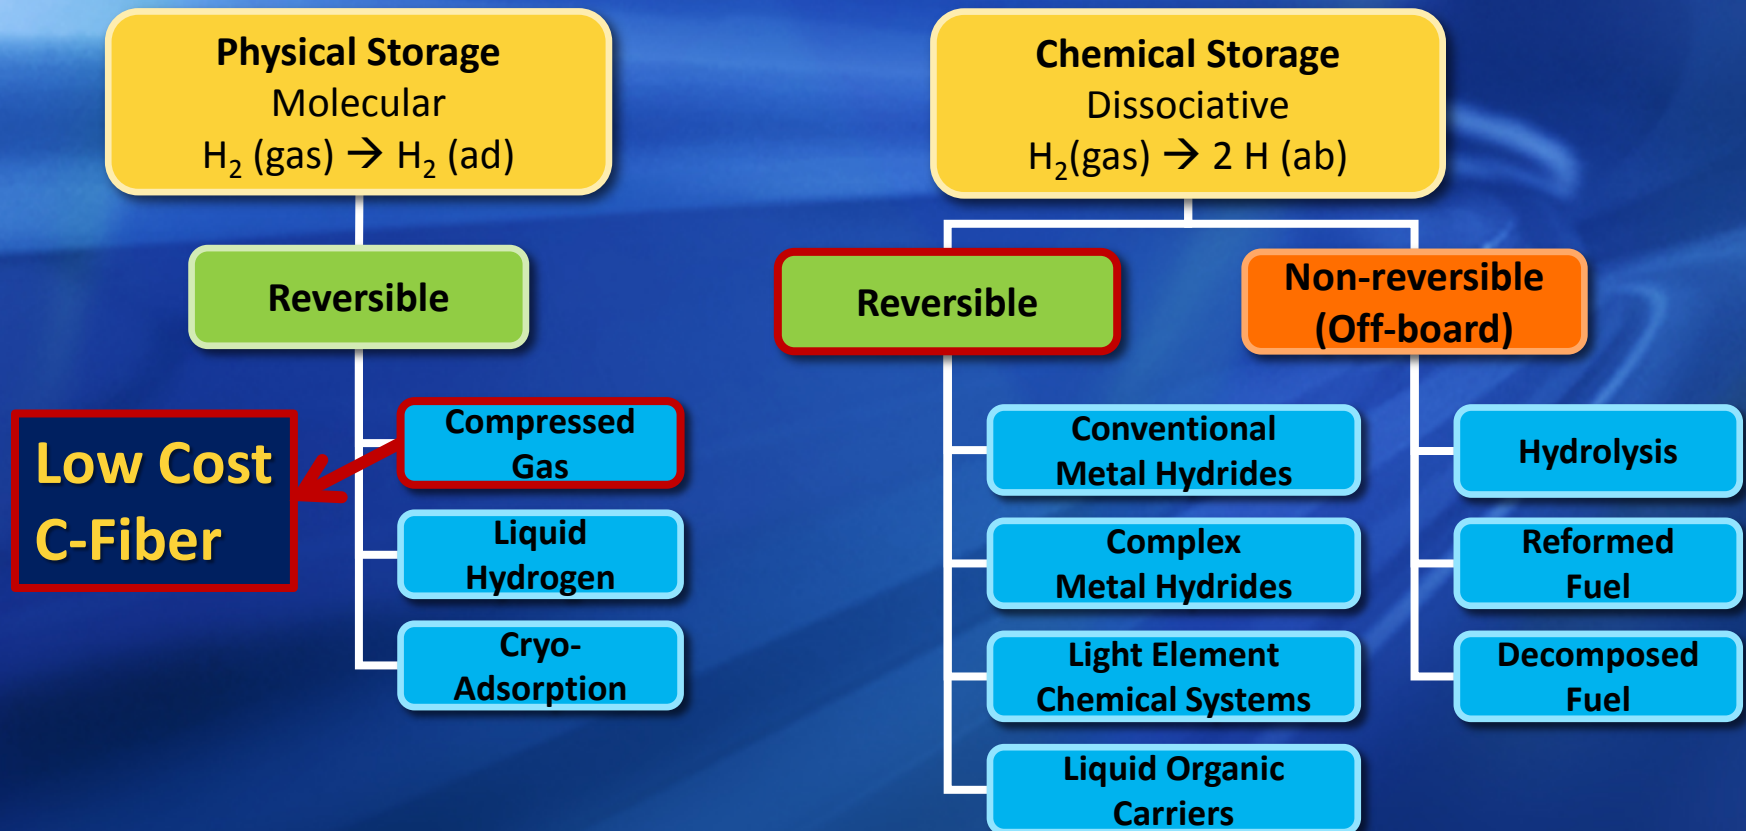 Physical Storage
Molecular
H₂ (gas) → H₂ (ad)
Reversible
Low Cost
C-Fiber
Compressed
Gas
Liquid
Hydrogen
Cryo-
Adsorption
Chemical Storage
Dissociative
H₂(gas) → 2 H (ab)
Reversible
Conventional
Metal Hydrides
Complex
Metal Hydrides
Light Element
Chemical Systems
Liquid Organic
Carriers
Non-reversible
(Off-board)
Hydrolysis
Reformed
Fuel
Decomposed
Fuel